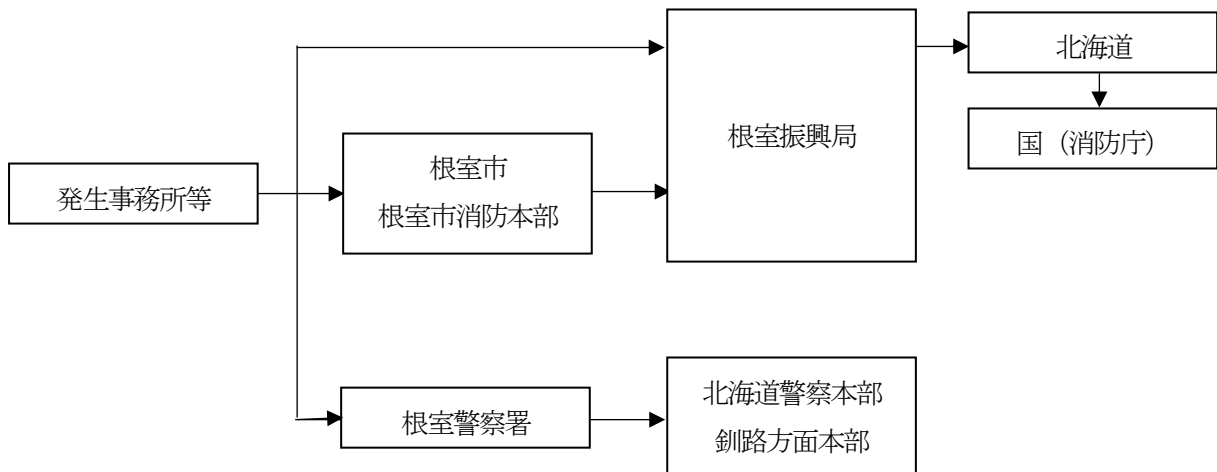 北海道
根室振興局
国（消防庁）
根室市
根室市消防本部
発生事務所等
北海道警察本部
釧路方面本部
根室警察署